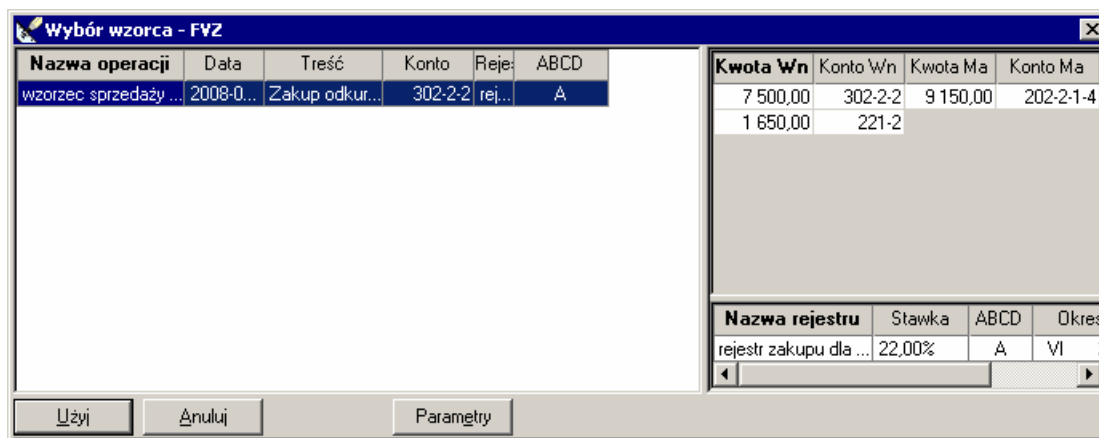 Wybór wzorca - FVZ
Nazwa operacji Data Treść Konto Reje: ABCD
wzorzec sprzedaży ... 2008-0... Zakup odkur... 302-2-2 rej... A
Kwota Wn Konto Wn Kwota Ma Konto Ma
7 500,00 302-2-2 9 150,00 202-2-1-4
1 650,00 221-2
Nazwa rejestru Stawka ABCD Okres
rejestr zakupu dla ... 22,00% A VI
Użyj Anuluj Parametry